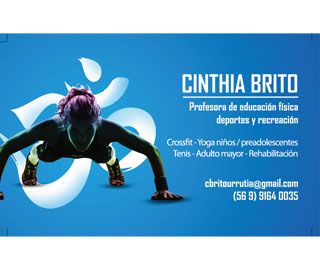 CINTHIA BRITO
Profesora de educación física
deportes y recreación
Crossfit - Yoga niños / preadolescentes
Tenis - Adulto mayor - Rehabilitación
cbritourrutia@gmail.com
(56 9) 9164 0035